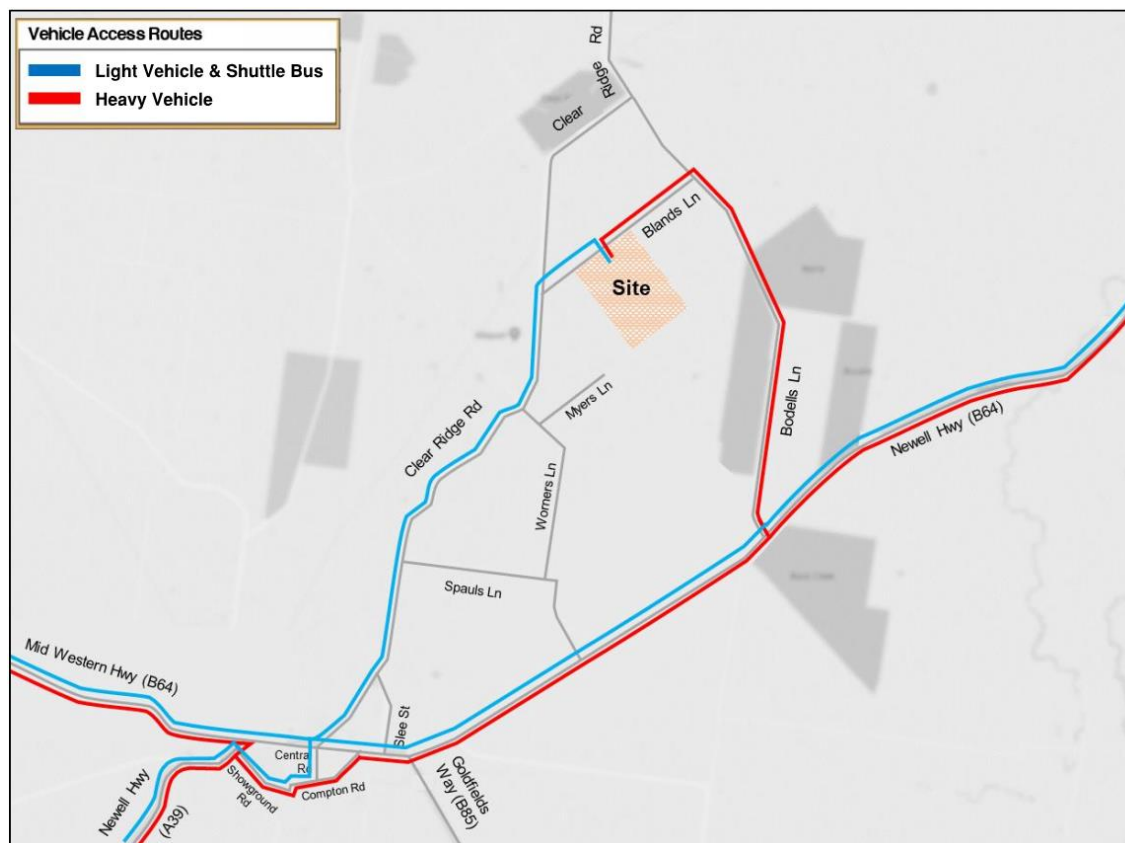 Vehicle Access Routes
Light Vehicle & Shuttle Bus
Heavy Vehicle
Clear
Ridge
Rd
Blands Ln
Site
Myers Ln
Bodells Ln
Clear Ridge Rd
Newell Hwy (B64)
Worners Ln
Spauls Ln
Mid Western Hwy (B64)
Slee St
Centra
Rd
Newell Hwy
(A39)
Showground
Rd
Compton Rd
Goldfields
Way (B85)